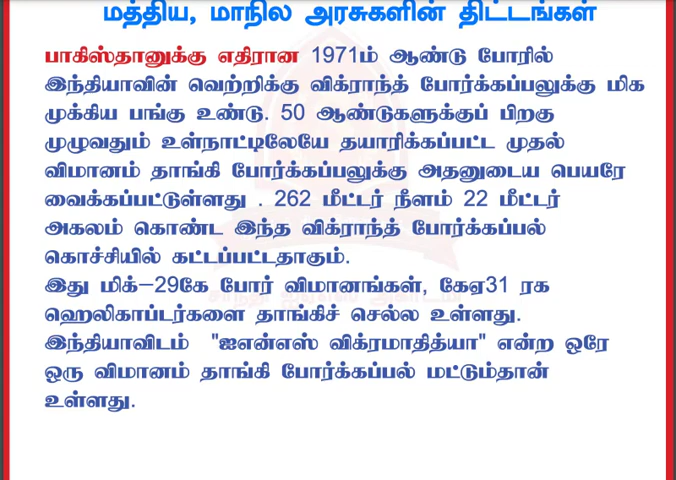 மத்திய, மாநில அரசுகளின் திட்டங்கள்
பாகிஸ்தானுக்கு எதிரான 1971ம் ஆண்டு போரில்
இந்தியாவின் வெற்றிக்கு விக்ராந்த் போர்க்கப்பலுக்கு மிக
முக்கிய பங்கு உண்டு. 50 ஆண்டுகளுக்குப் பிறகு
முழுவதும் உள்நாட்டிலேயே தயாரிக்கப்பட்ட முதல்
விமானம் தாங்கி போர்க்கப்பலுக்கு அதனுடைய பெயரே
வைக்கப்பட்டுள்ளது . 262 மீட்டர் நீளம் 22 மீட்டர்
அகலம் கொண்ட இந்த விக்ராந்த் போர்க்கப்பல்
கொச்சியில் கட்டப்பட்டதாகும்.
இது மிக்-29கே போர் விமானங்கள், கேஏ31 ரக
ஹெலிகாப்டர்களை தாங்கிச் செல்ல உள்ளது.
இந்தியாவிடம் "ஐஎன்எஸ் விக்ரமாதித்யா" என்ற ஒரே
ஒரு விமானம் தாங்கி போர்க்கப்பல் மட்டும்தான்
உள்ளது.